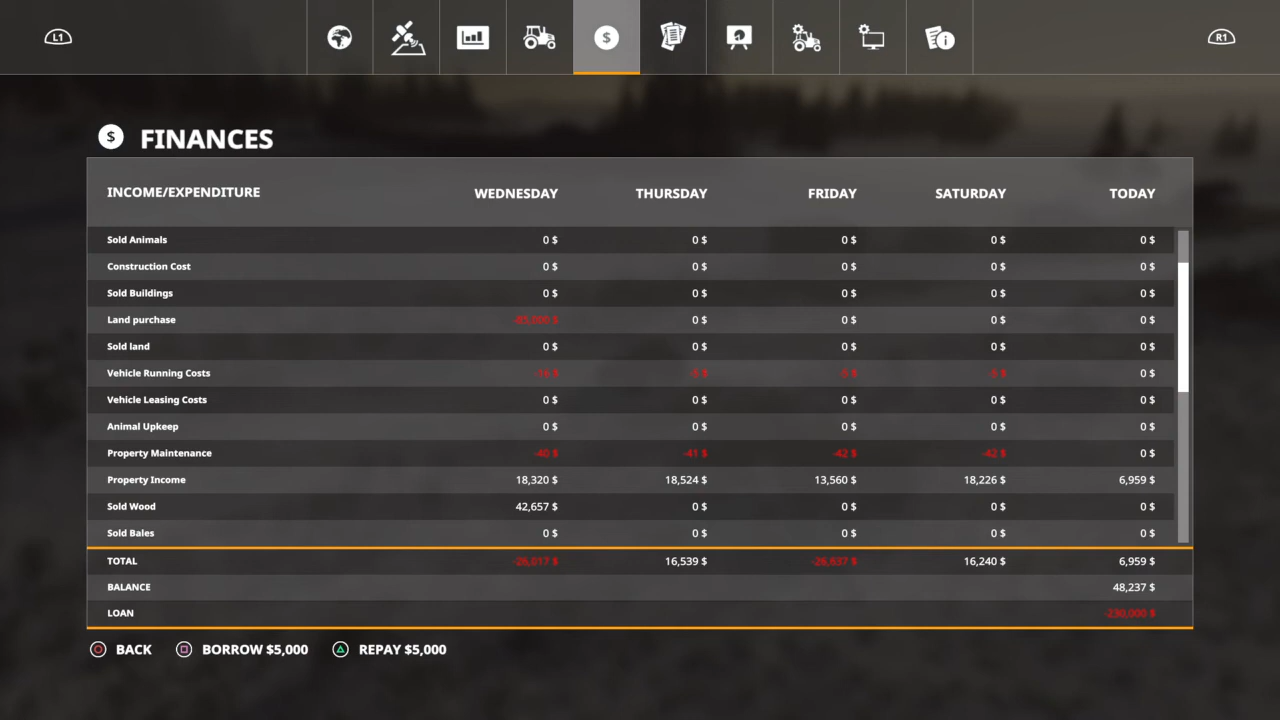 L1 $ R1
$ FINANCES
INCOME/EXPENDITURE WEDNESDAY THURSDAY FRIDAY SATURDAY TODAY
Sold Animals 0 $ 0 $ 0 $ 0 $ 0 $
Construction Cost 0 $ 0 $ 0 $ 0 $ 0 $
Sold Buildings 0 $ 0 $ 0 $ 0 $ 0 $
Land purchase 0 $ 0 $ 0 $ 0 $
Sold land 0 $ 0 $ 0 $ 0 $ 0 $
Vehicle Running Costs -16 $ -5 $ -5 $ -5 $ 0 $
Vehicle Leasing Costs 0 $ 0 $ 0 $ 0 $ 0 $
Animal Upkeep 0 $ 0 $ 0 $ 0 $ 0 $
Property Maintenance -40 $ -41 $ -42 $ -42 $ 0 $
Property Income 18,320 $ 18,524 $ 13,560 $ 18,226 $ 6,959 $
Sold Wood 42,657 $ 0 $ 0 $ 0 $ 0 $
Sold Bales 0 $ 0 $ 0 $ 0 $ 0 $
TOTAL 16,539 $ 16,240 $ 6,959 $
BALANCE 48,237 $
LOAN -230,000 $
BACK BORROW $5,000 REPAY $5,000